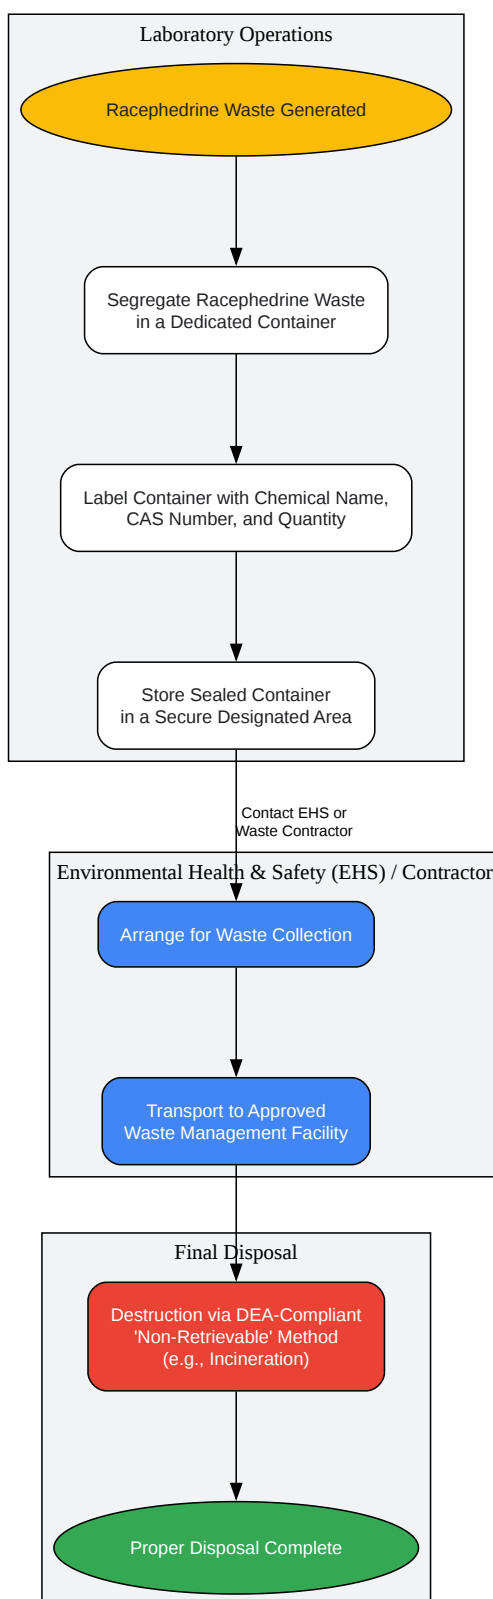 Laboratory Operations
Racephedrine Waste Generated
Segregate Racephedrine Waste
in a Dedicated Container
Label Container with Chemical Name,
CAS Number, and Quantity
Store Sealed Container
in a Secure Designated Area
Contact EHS or
Waste Contractor
Environmental Health & Safety (EHS) / Contractor
Arrange for Waste Collection
Transport to Approved
Waste Management Facility
Final Disposal
Destruction via DEA-Compliant
'Non-Retrievable' Method
(e.g., Incineration)
Proper Disposal Complete